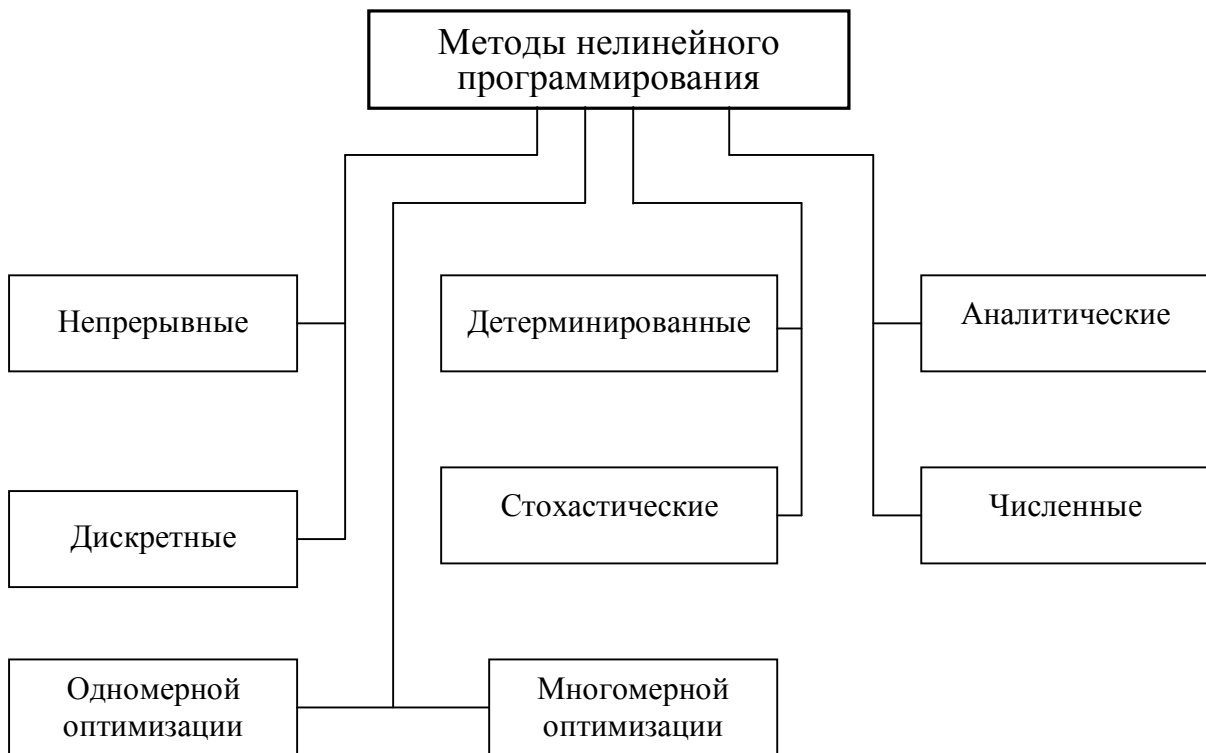 Методы нелинейного
программирования
Непрерывные
Детерминированные
Аналитические
Дискретные
Стохастические
Численные
Одномерной
оптимизации
Многомерной
оптимизации